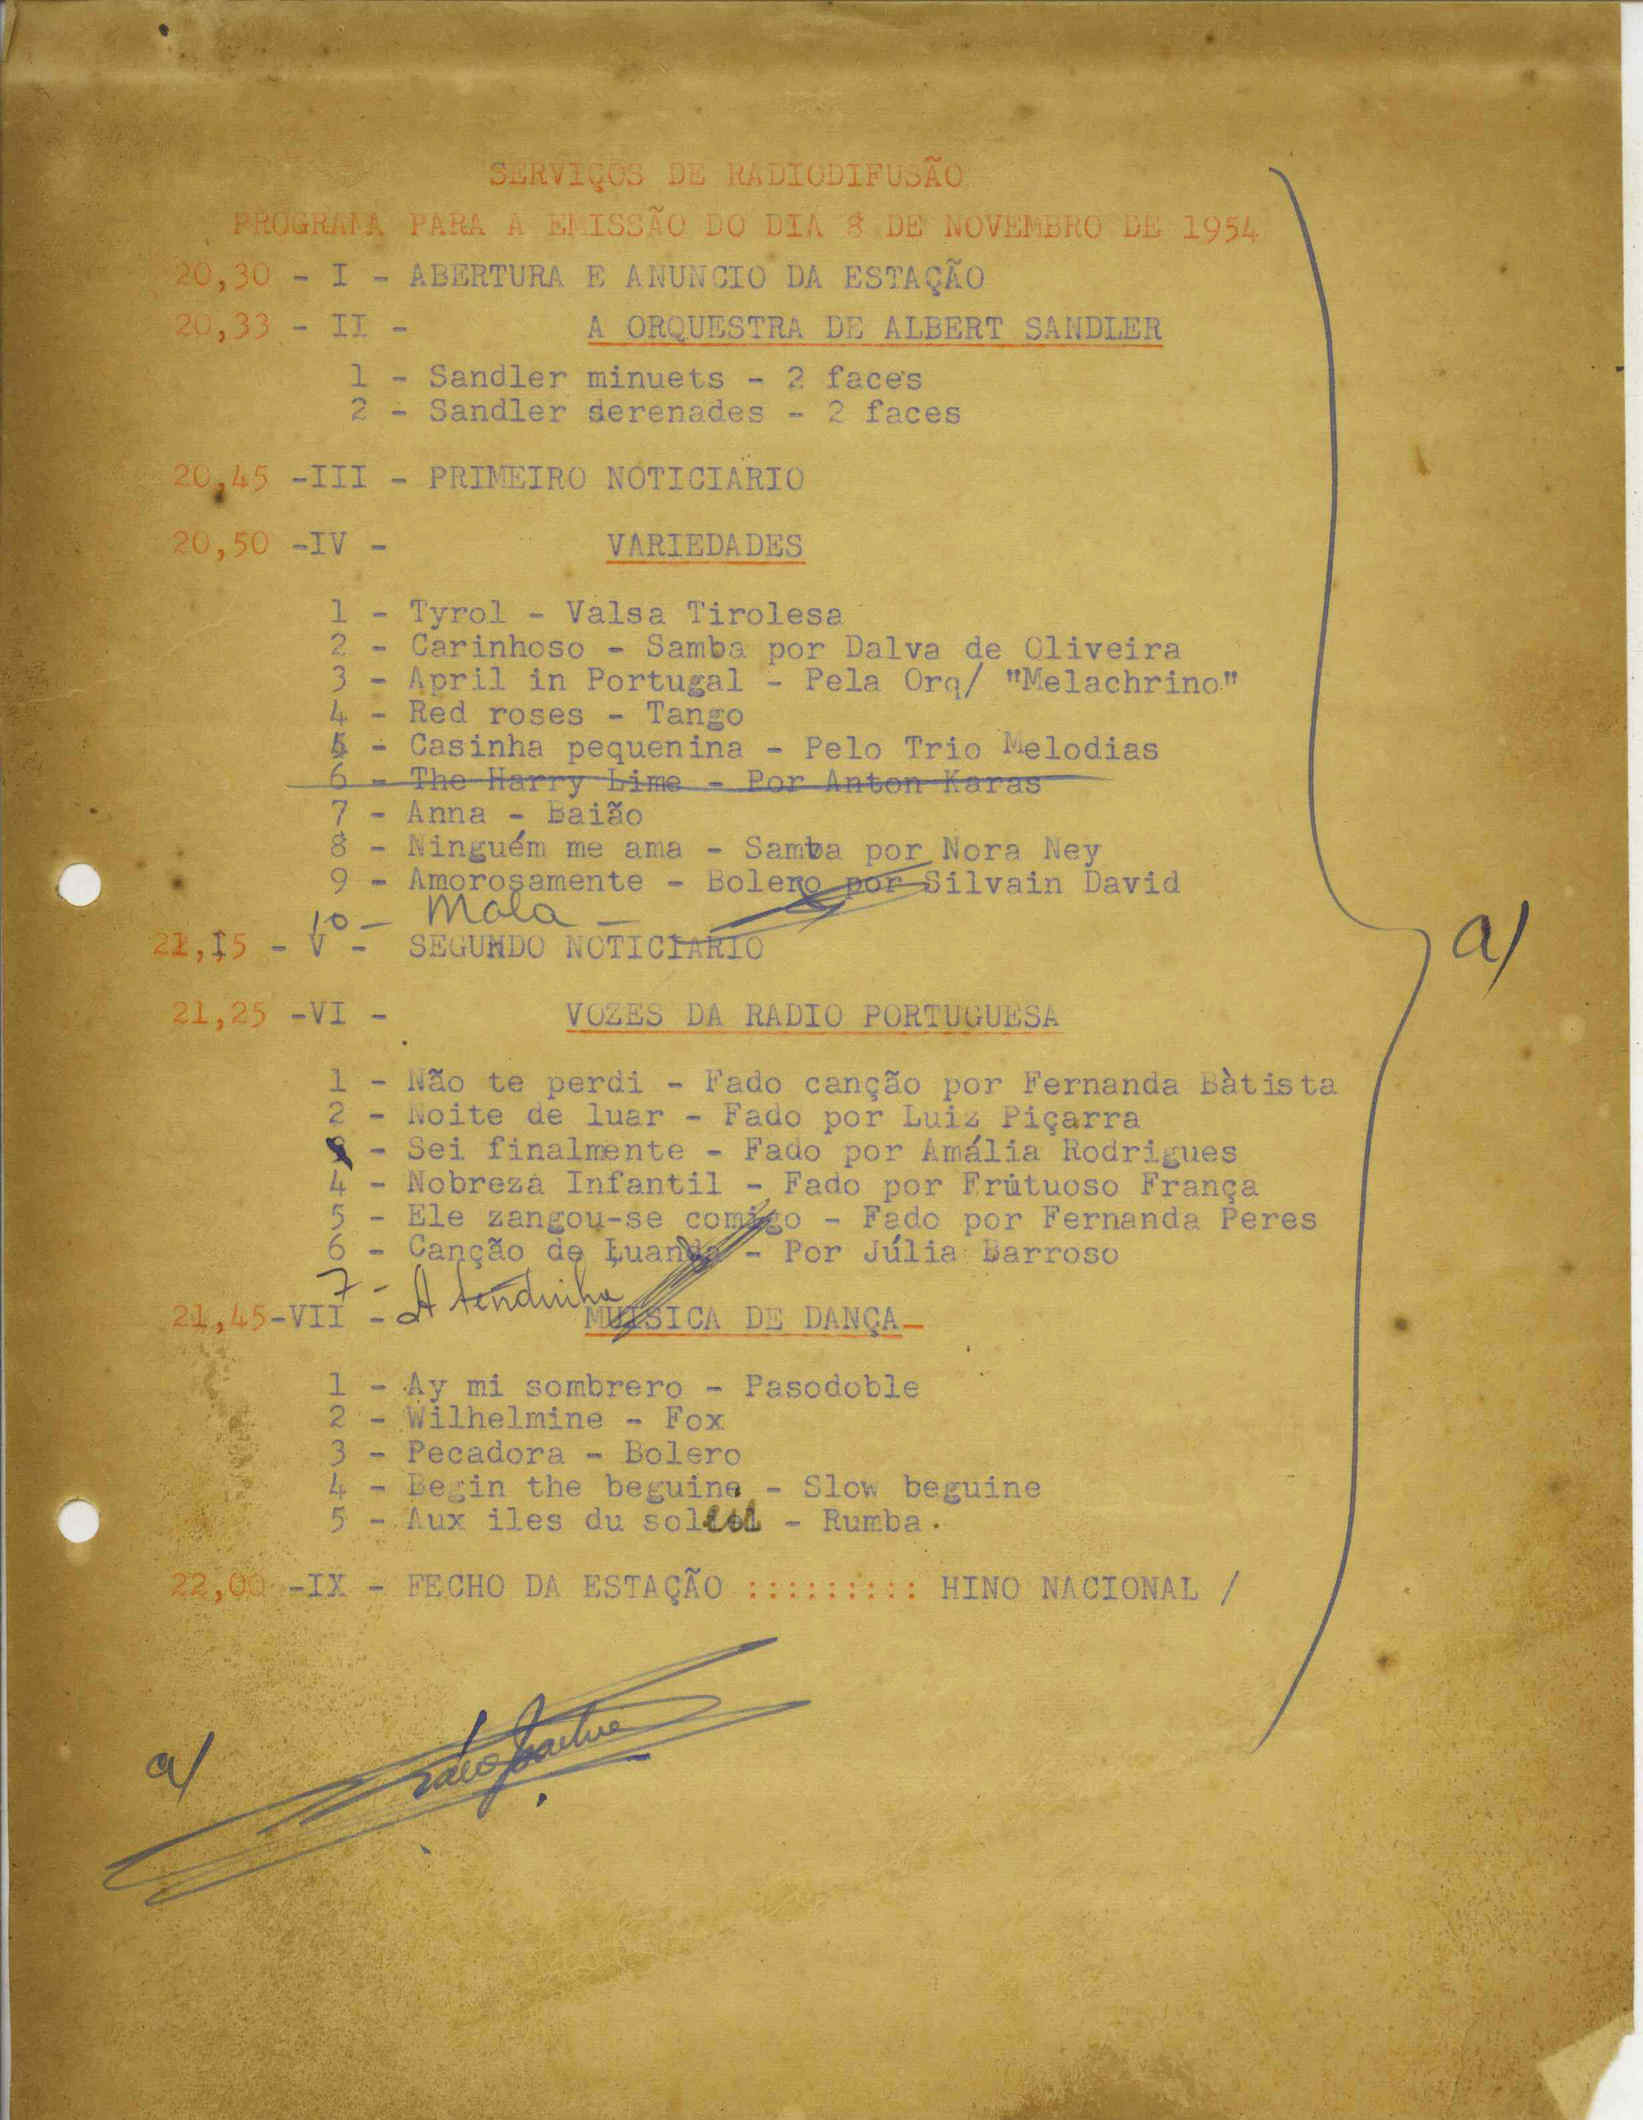 SERVIÇOS DE RADIODIFUSÃO
PROGRAMA PARA A EMISSÃO DO DIA 8 DE NOVEMBRO DE 1954
20,30 - I - ABERTURA E ANUNCIO DA ESTAÇÃO
20,33 - II - A ORQUESTRA DE ALBERT SANDLER
1 - Sandler minuets - 2 faces
2 - Sandler serenades - 2 faces
20,45 -III - PRIMEIRO NOTICIARIO
20,50 -IV - VARIEDADES
1 - Tyrol - Valsa Tirolesa
2 - Carinhoso - Samba por Dalva de Oliveira
3 - April in Portugal - Pela Orq/ "Melachrino"
4 - Red roses - Tango
5 - Casinha pequenina - Pelo Trio Melodias
6 - The Harry Lime - Por Anton Karas
7 - Anna - Baião
8 - Ninguém me ama - Samba por Nora Ney
9 - Amorosamente - Bolero por Silvain David
10 - Mola -
a/
21,15 - V - SEGUNDO NOTICIARIO
21,25 -VI - VOZES DA RADIO PORTUGUESA
1 - Não te perdi - Fado canção por Fernanda Bàtista
2 - Noite de luar - Fado por Luiz Piçarra
3 - Sei finalmente - Fado por Amália Rodrigues
4 - Nobreza Infantil - Fado por Frutuoso França
5 - Ele zangou-se comigo - Fado por Fernanda Peres
6 - Canção de Luanda - Por Júlia Barroso
7 - A tendinha
21,45-VII - MUISICA DE DANÇA
1 - Ay mi sombrero - Pasodoble
2 - Wilhelmine - Fox
3 - Pecadora - Bolero
4 - Begin the beguine - Slow beguine
5 - Aux iles du soleil - Rumba.
22,00 -IX - FECHO DA ESTAÇÃO ::::::::: HINO NACIONAL /
a/